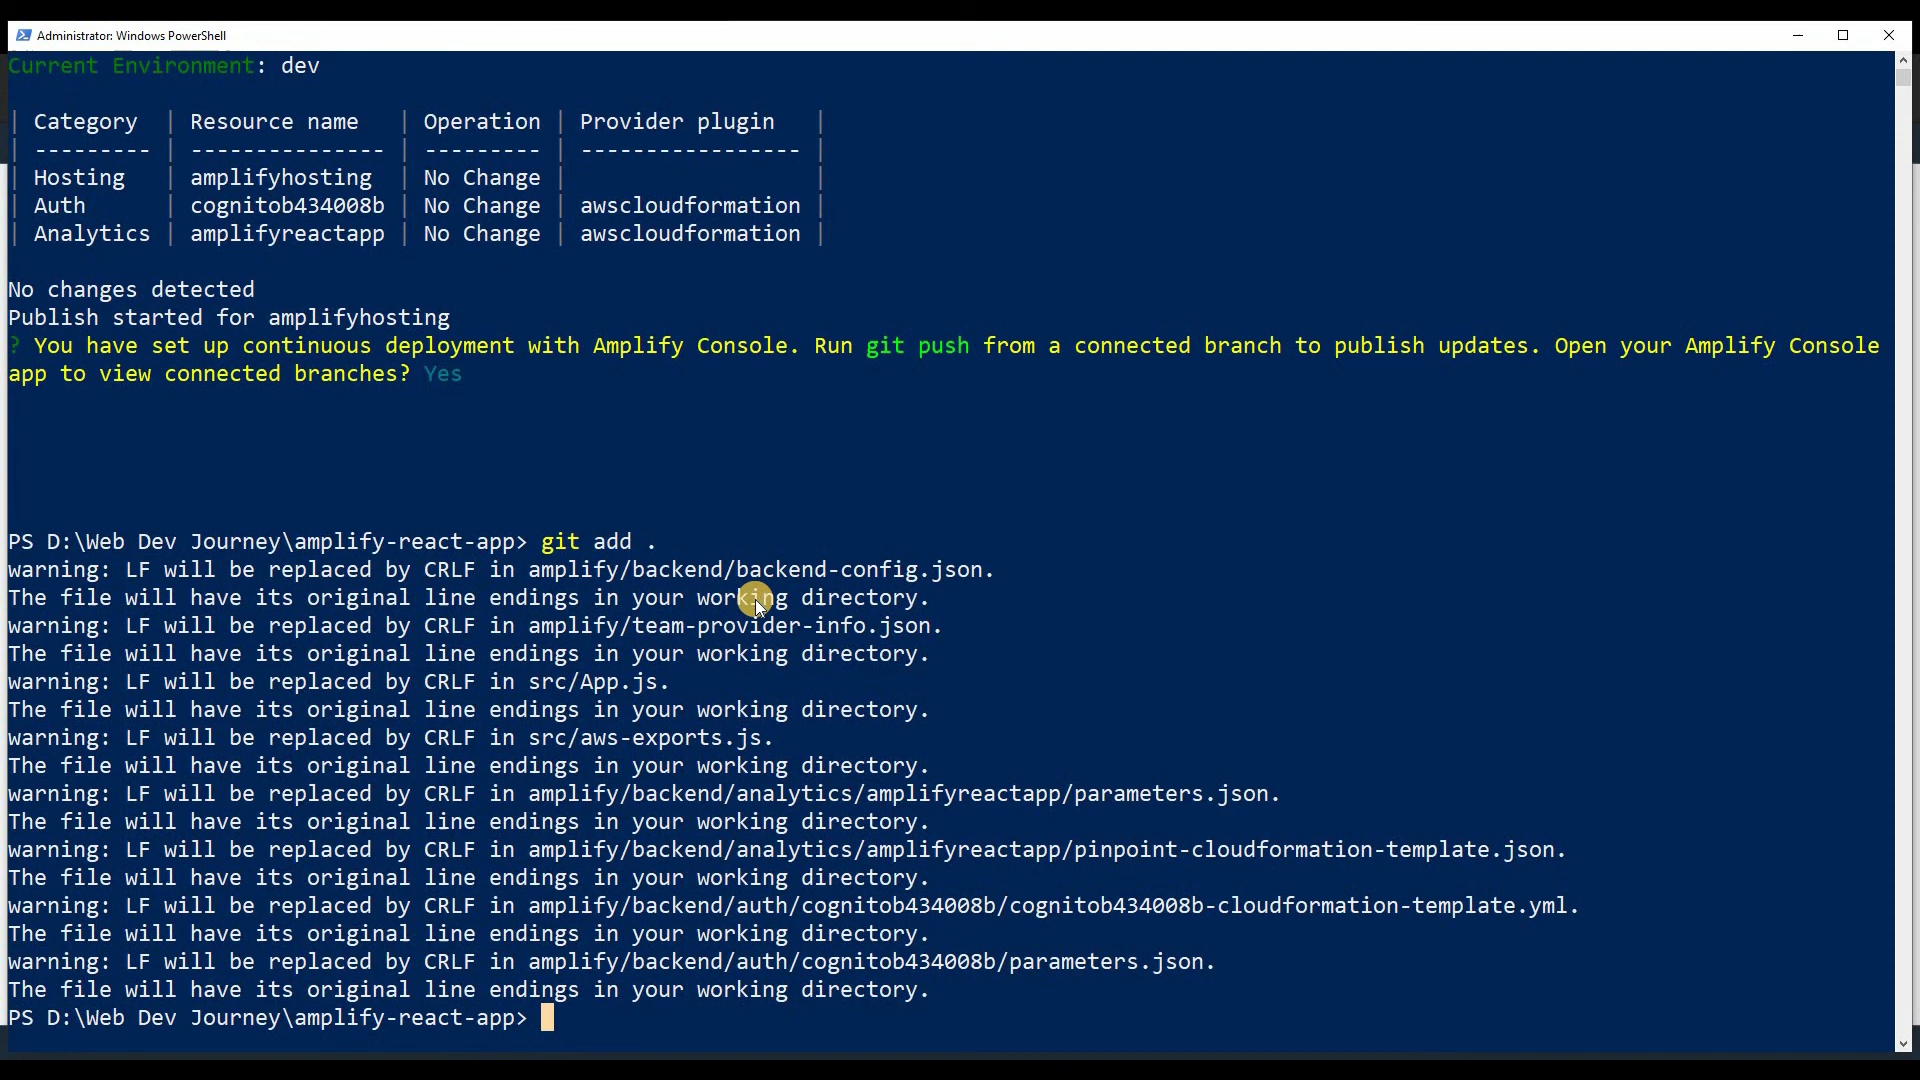 Administrator: Windows PowerShell
Current Environment: dev
| Category | Resource name | Operation | Provider plugin |
| --------- | --------------- | --------- | ----------------- |
| Hosting | amplifyhosting | No Change | |
| Auth | cognitob434008b | No Change | awscloudformation |
| Analytics | amplifyreactapp | No Change | awscloudformation |
No changes detected
Publish started for amplifyhosting
? You have set up continuous deployment with Amplify Console. Run git push from a connected branch to publish updates. Open your Amplify Console
app to view connected branches? Yes
PS D:\Web Dev Journey\amplify-react-app> git add .
warning: LF will be replaced by CRLF in amplify/backend/backend-config.json.
The file will have its original line endings in your working directory.
warning: LF will be replaced by CRLF in amplify/team-provider-info.json.
The file will have its original line endings in your working directory.
warning: LF will be replaced by CRLF in src/App.js.
The file will have its original line endings in your working directory.
warning: LF will be replaced by CRLF in src/aws-exports.js.
The file will have its original line endings in your working directory.
warning: LF will be replaced by CRLF in amplify/backend/analytics/amplifyreactapp/parameters.json.
The file will have its original line endings in your working directory.
warning: LF will be replaced by CRLF in amplify/backend/analytics/amplifyreactapp/pinpoint-cloudformation-template.json.
The file will have its original line endings in your working directory.
warning: LF will be replaced by CRLF in amplify/backend/auth/cognitob434008b/cognitob434008b-cloudformation-template.yml.
The file will have its original line endings in your working directory.
warning: LF will be replaced by CRLF in amplify/backend/auth/cognitob434008b/parameters.json.
The file will have its original line endings in your working directory.
PS D:\Web Dev Journey\amplify-react-app>